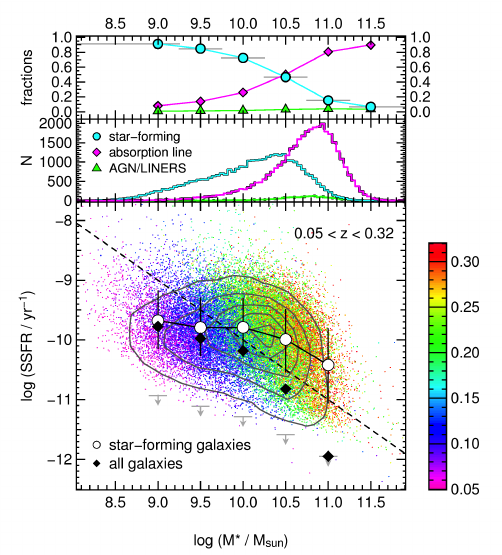 8.5 9.0 9.5 10.0 10.5 11.0 11.5
fractions
1.0 1.0
0.8 0.8
0.6 0.6
0.4 0.4
0.2 0.2
0.0 0.0
N
2000
1500
1000
500
0
star-forming
absorption line
AGN/LINERS
log (SSFR / yr⁻¹)
0.05 < z < 0.32
−8
−9
−10
−11
−12
star-forming galaxies
all galaxies
8.5 9.0 9.5 10.0 10.5 11.0 11.5
log (M* / Msun)
0.30
0.25
0.20
0.15
0.10
0.05